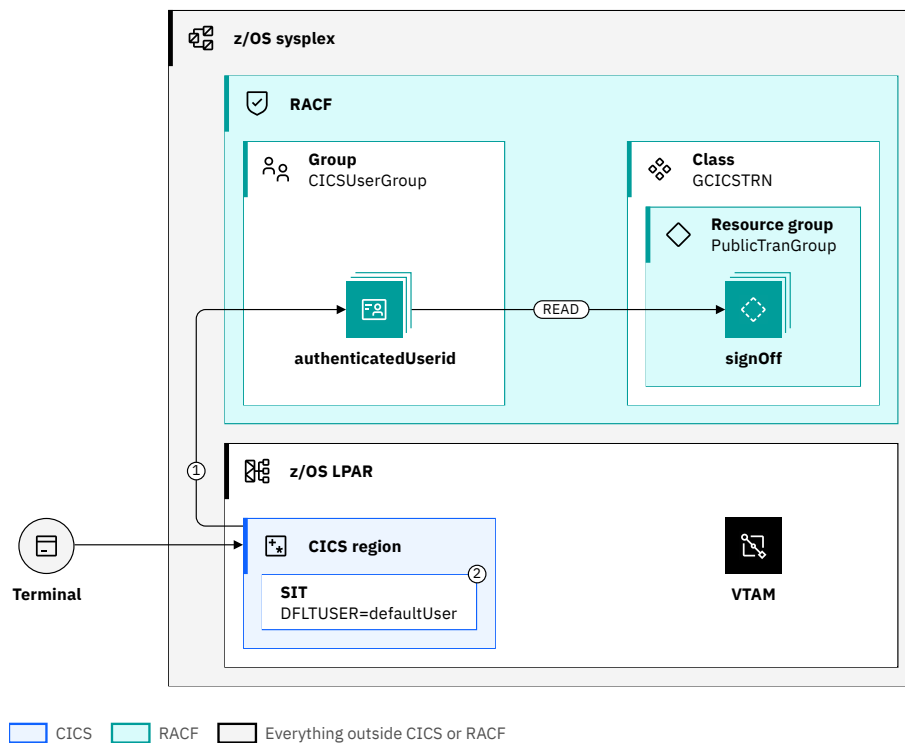 z/OS sysplex
RACF
Group
CICSUserGroup
Class
GCICSTRN
Resource group
PublicTranGroup
READ
authenticatedUserid
signOff
1
z/OS LPAR
CICS region
2
SIT
DFLTUSER=defaultUser
Terminal
VTAM
CICS
RACF
Everything outside CICS or RACF